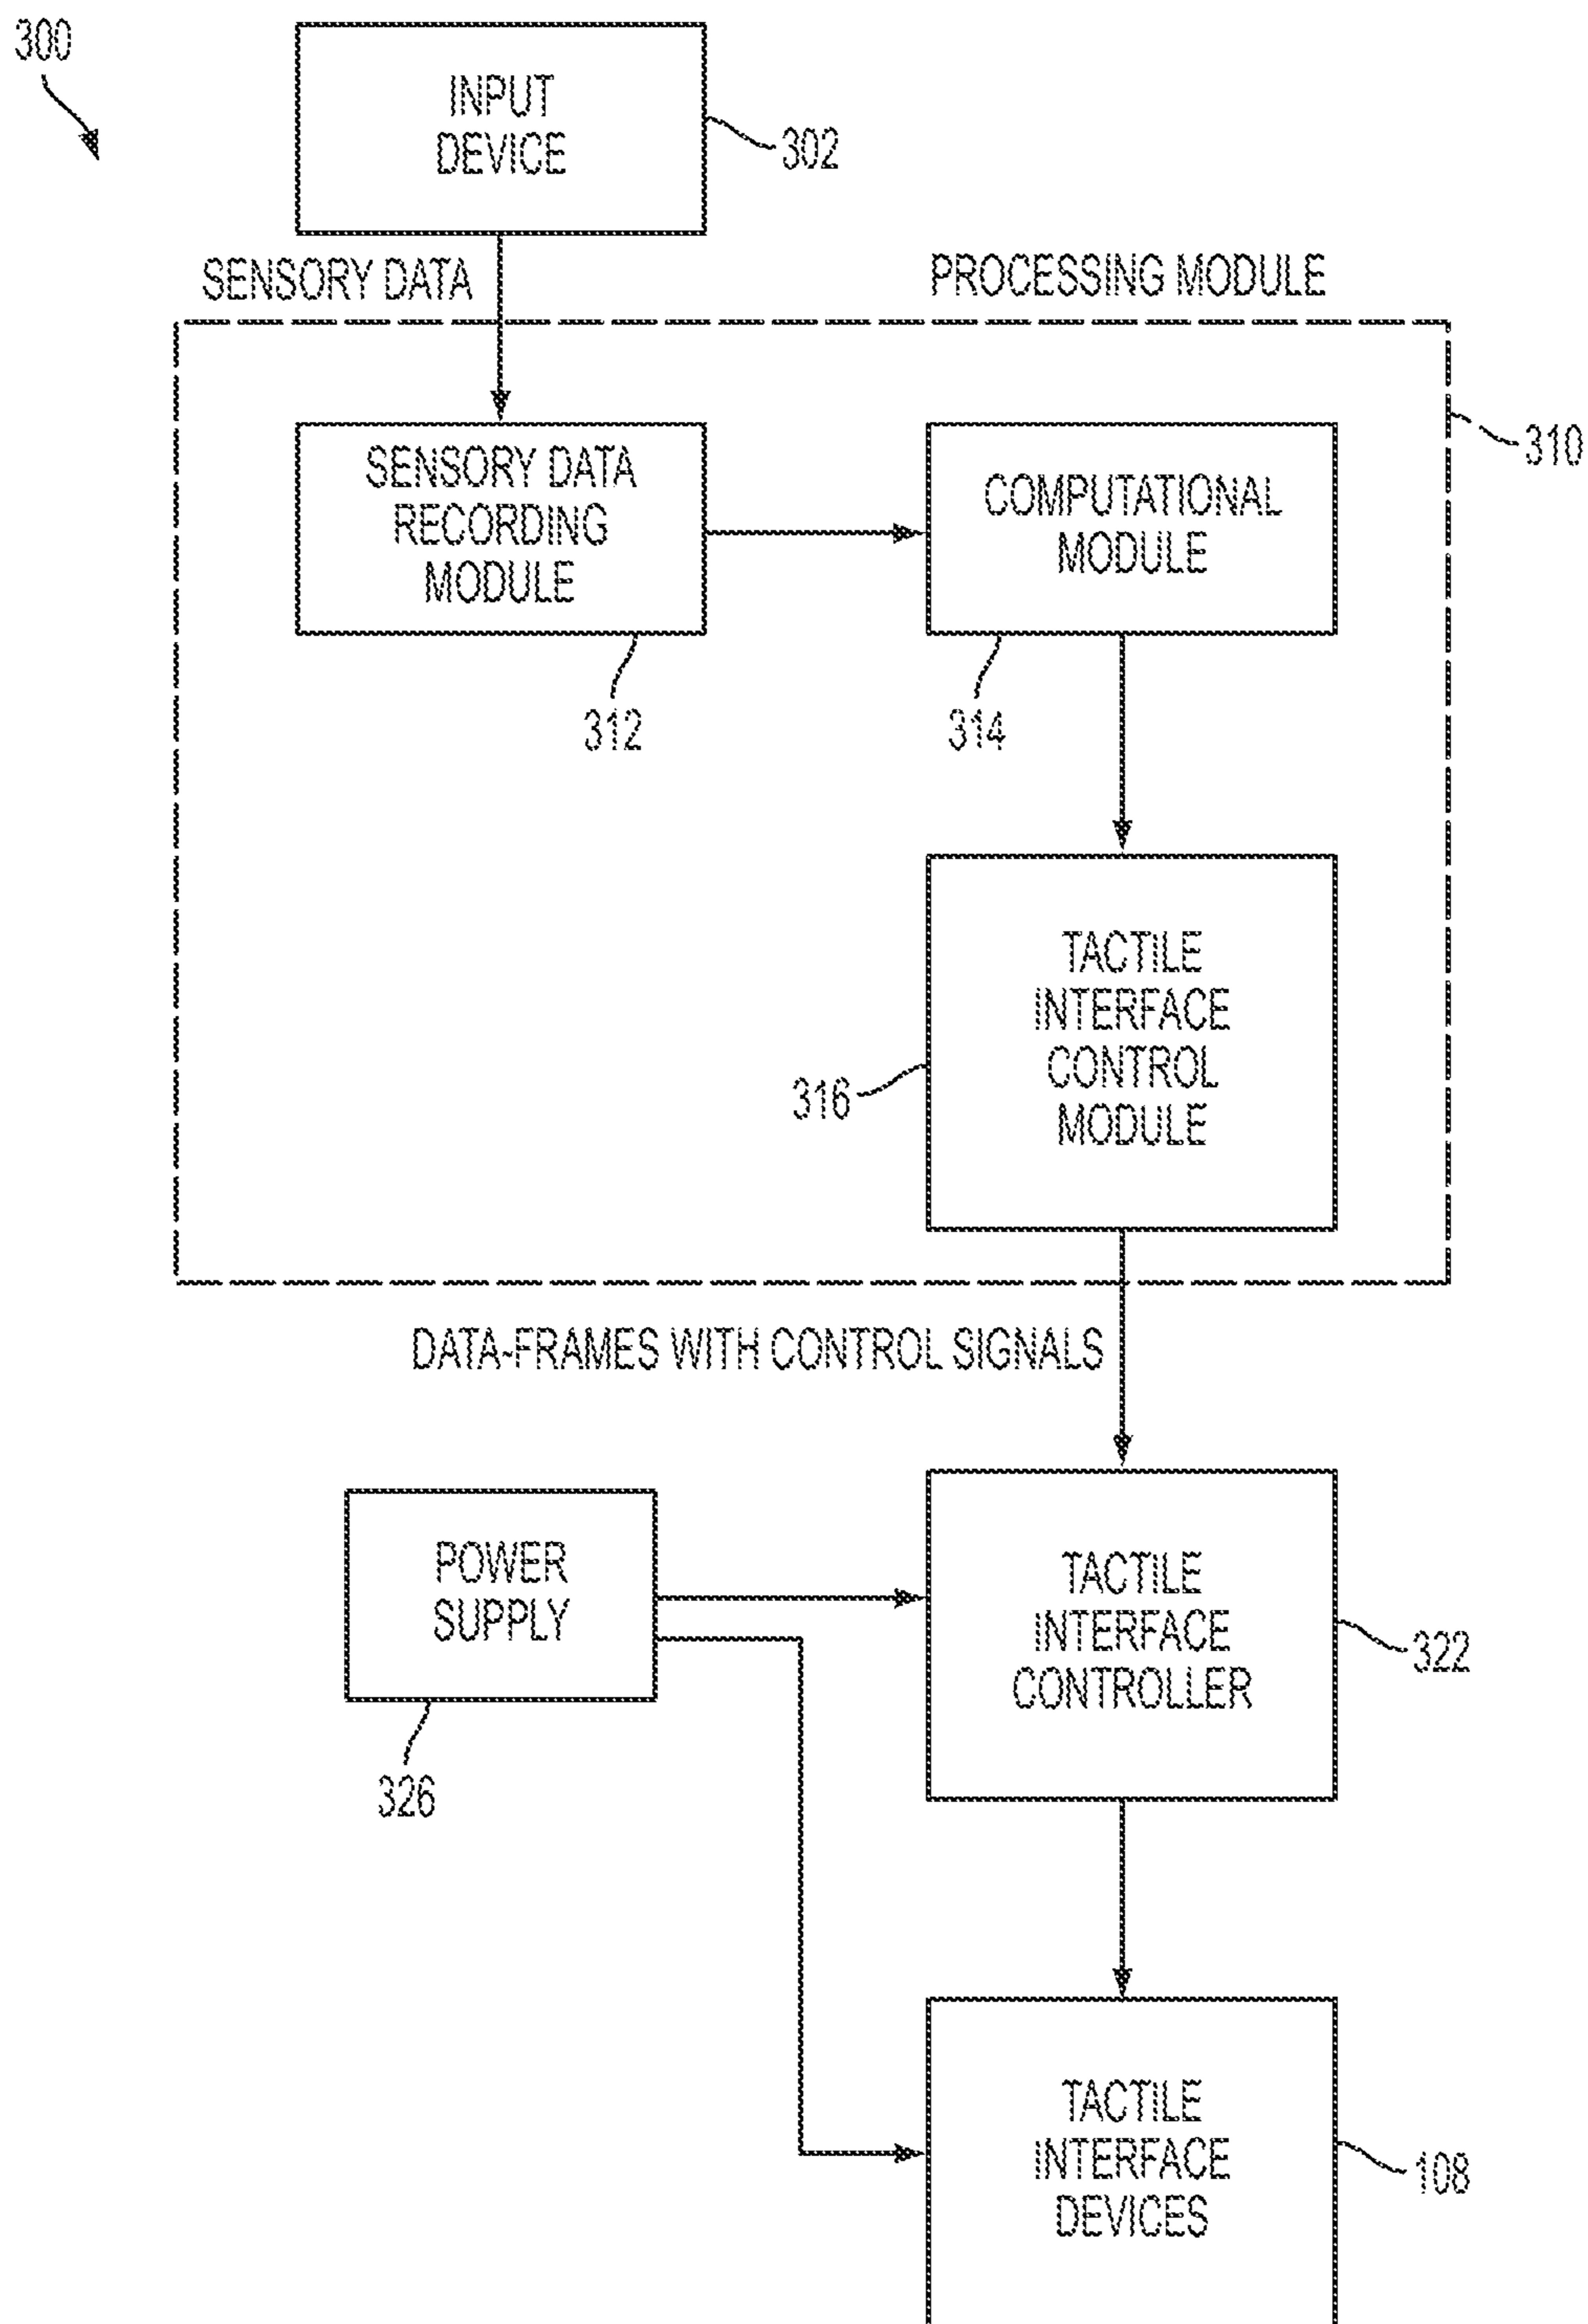 300
INPUT
DEVICE
302
SENSORY DATA
PROCESSING MODULE
310
SENSORY DATA
RECORDING
MODULE
312
COMPUTATIONAL
MODULE
314
TACTILE
INTERFACE
CONTROL
MODULE
316
DATA-FRAMES WITH CONTROL SIGNALS
POWER
SUPPLY
326
TACTILE
INTERFACE
CONTROLLER
322
TACTILE
INTERFACE
DEVICES
108